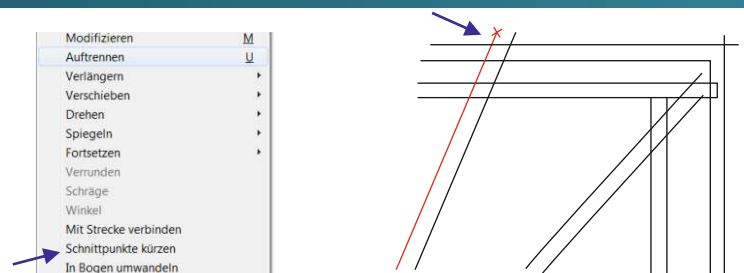 Modifizieren M
Auftrennen U
Verlängern
Verschieben
Drehen
Spiegeln
Fortsetzen
Verrunden
Schräge
Winkel
Mit Strecke verbinden
Schnittpunkte kürzen
In Bogen umwandeln